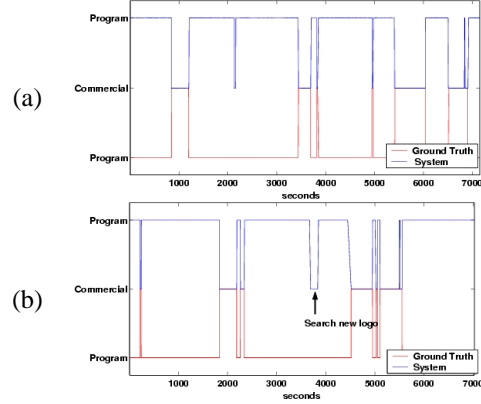 (a)
Program
Commercial
Program
Ground Truth
System
1000 2000 3000 4000 5000 6000 7000
seconds
(b)
Program
Commercial
Search new logo
Program
Ground Truth
System
1000 2000 3000 4000 5000 6000 7000
seconds